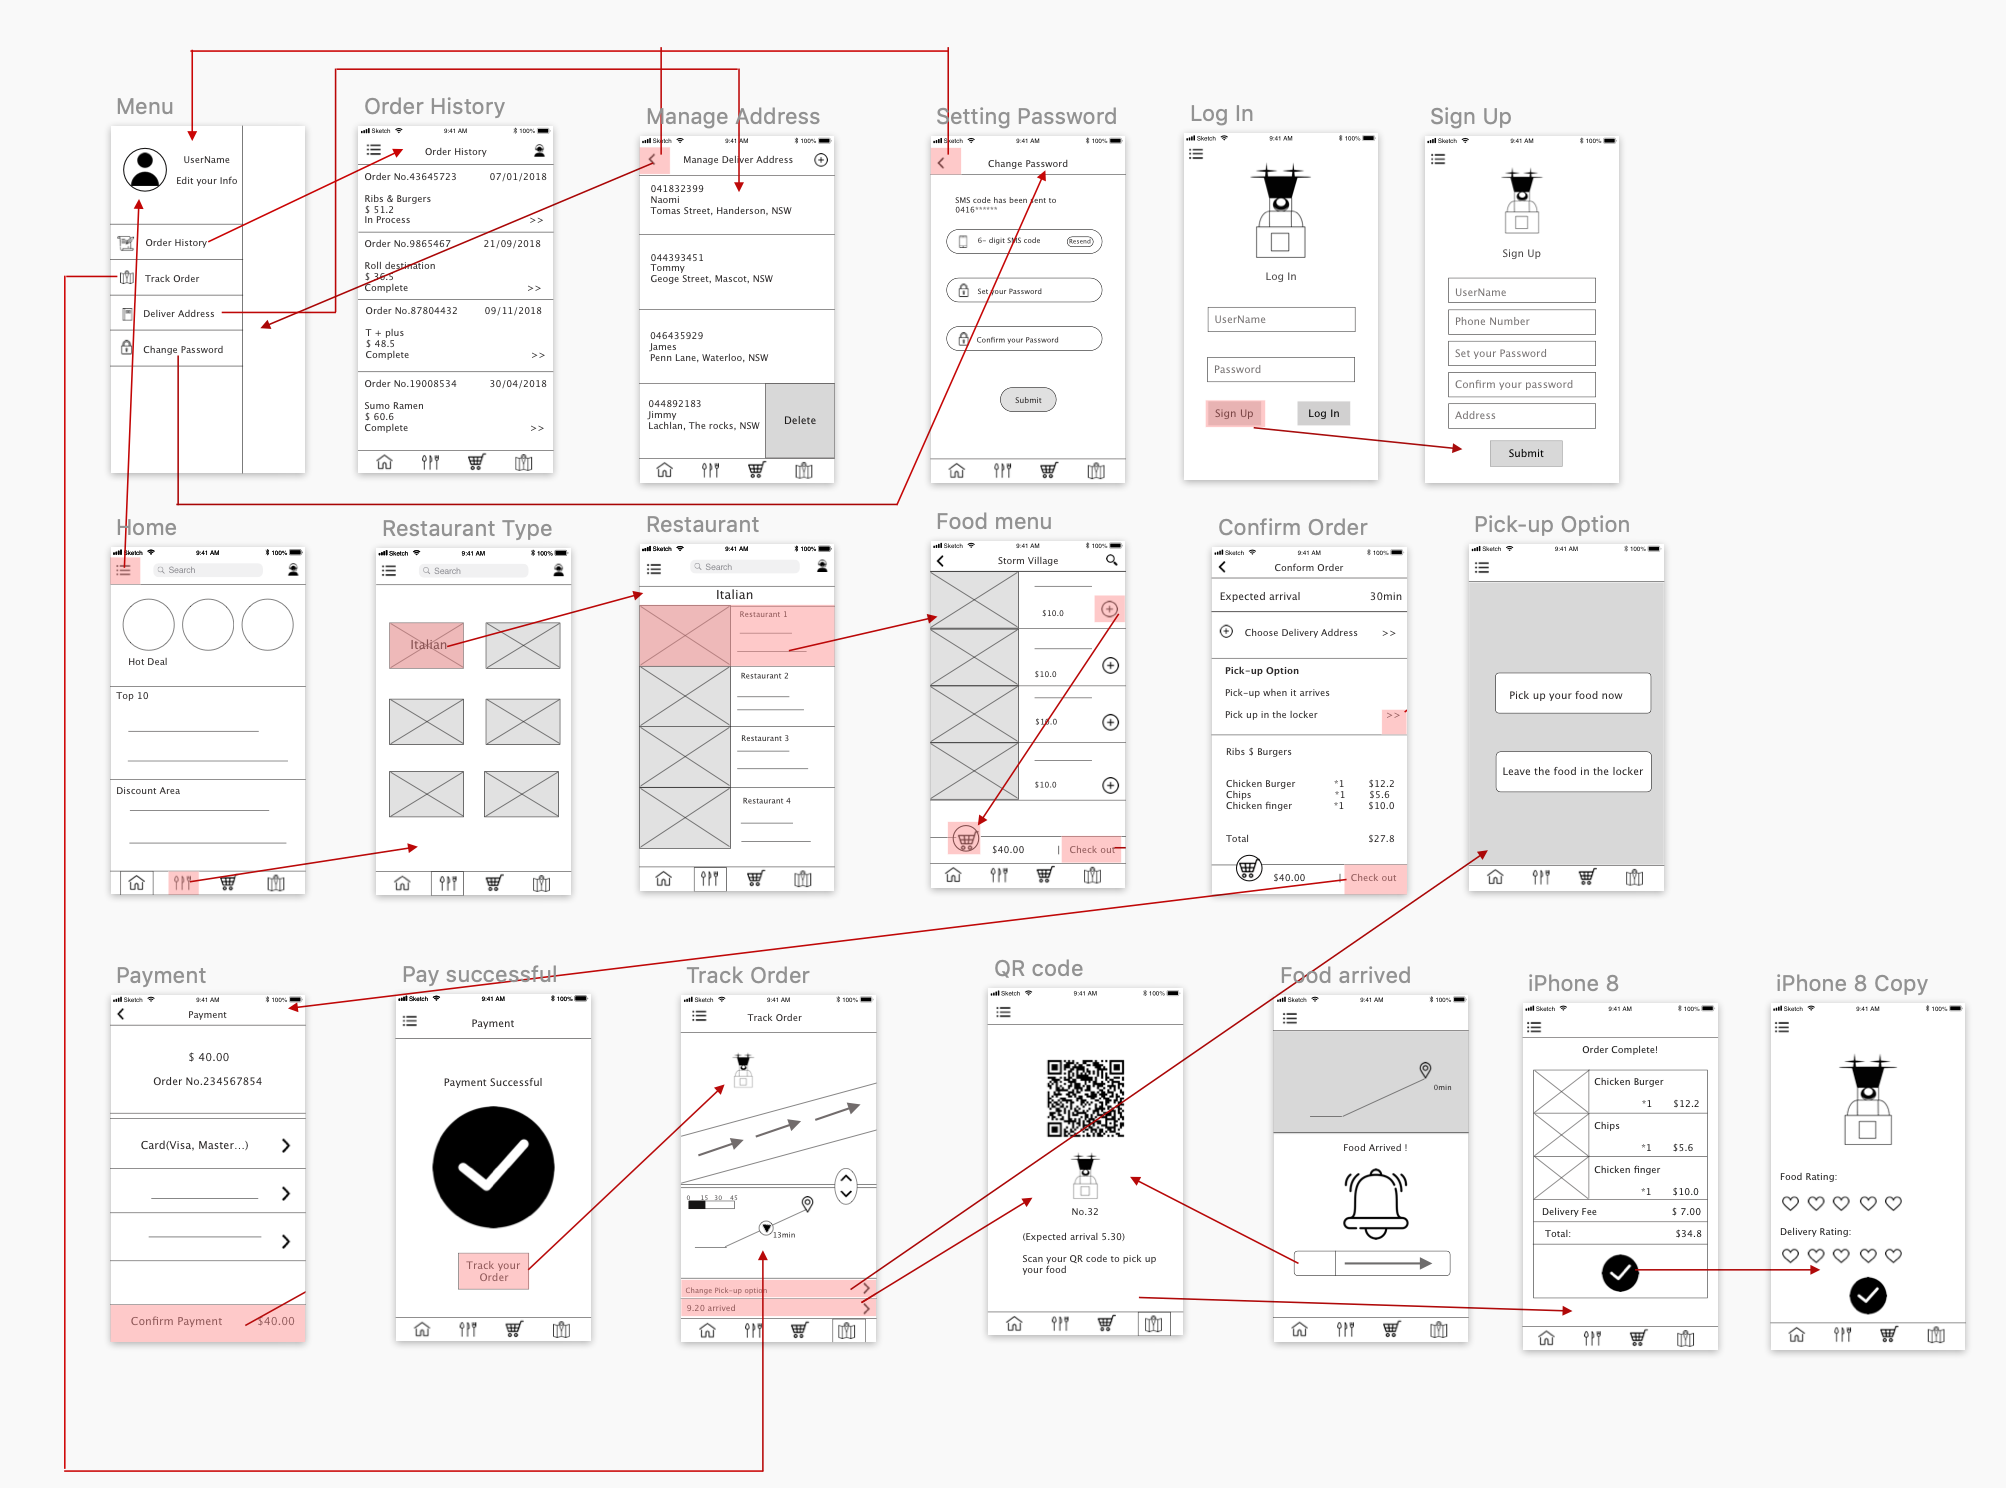 Menu
UserName
Edit your Info
Order History
Track Order
Deliver Address
Change Password
Order History
Sketch 9:41 AM 100%
Order History
Order No.43645723 07/01/2018
Ribs & Burgers
$ 51.2
In Process >>
Order No.9865467 21/09/2018
Roll destination
$ 36.5
Complete >>
Order No.87804432 09/11/2018
T + plus
$ 48.5
Complete >>
Order No.19008534 30/04/2018
Sumo Ramen
$ 60.6
Complete >>
Manage Address
Sketch 9:41 AM 100%
Manage Deliver Address
041832399
Naomi
Tomas Street, Handerson, NSW
044393451
Tommy
Geoge Street, Mascot, NSW
046435929
James
Penn Lane, Waterloo, NSW
044892183
Jimmy
Lachlan, The rocks, NSW
Delete
Setting Password
Sketch 9:41 AM 100%
Change Password
SMS code has been sent to
0416******
6- digit SMS code Resend
Set your Password
Confirm your Password
Submit
Log In
Sketch 9:41 AM 100%
Log In
UserName
Password
Sign Up Log In
Sign Up
Sketch 9:41 AM 100%
Sign Up
UserName
Phone Number
Set your Password
Confirm your password
Address
Submit
Home
Sketch 9:41 AM 100%
Search
Hot Deal
Top 10
Discount Area
Restaurant Type
Sketch 9:41 AM 100%
Search
Italian
Restaurant
Sketch 9:41 AM 100%
Search
Italian
Restaurant 1
Restaurant 2
Restaurant 3
Restaurant 4
Food menu
Sketch 9:41 AM 100%
Storm Village
$10.0
$10.0
$10.0
$10.0
$40.00 | Check out
Confirm Order
Sketch 9:41 AM 100%
Conform Order
Expected arrival 30min
Choose Delivery Address >>
Pick-up Option
Pick-up when it arrives
Pick up in the locker >>
Ribs $ Burgers
Chicken Burger *1 $12.2
Chips *1 $5.6
Chicken finger *1 $10.0
Total $27.8
$40.00 | Check out
Pick-up Option
Sketch 9:41 AM 100%
Pick up your food now
Leave the food in the locker
Payment
Sketch 9:41 AM 100%
Payment
$ 40.00
Order No.234567854
Card(Visa, Master...)
Confirm Payment $40.00
Pay successful
Sketch 9:41 AM 100%
Payment
Payment Successful
Track your
Order
Track Order
Sketch 9:41 AM 100%
Track Order
0 15 30 45
13min
Change Pick-up option
9.20 arrived
QR code
Sketch 9:41 AM 100%
No.32
(Expected arrival 5.30)
Scan your QR code to pick up
your food
Food arrived
Sketch 9:41 AM 100%
0min
Food Arrived !
iPhone 8
Sketch 9:41 AM 100%
Order Complete!
Chicken Burger
*1 $12.2
Chips
*1 $5.6
Chicken finger
*1 $10.0
Delivery Fee $ 7.00
Total: $34.8
iPhone 8 Copy
Sketch 9:41 AM 100%
Food Rating:
Delivery Rating: